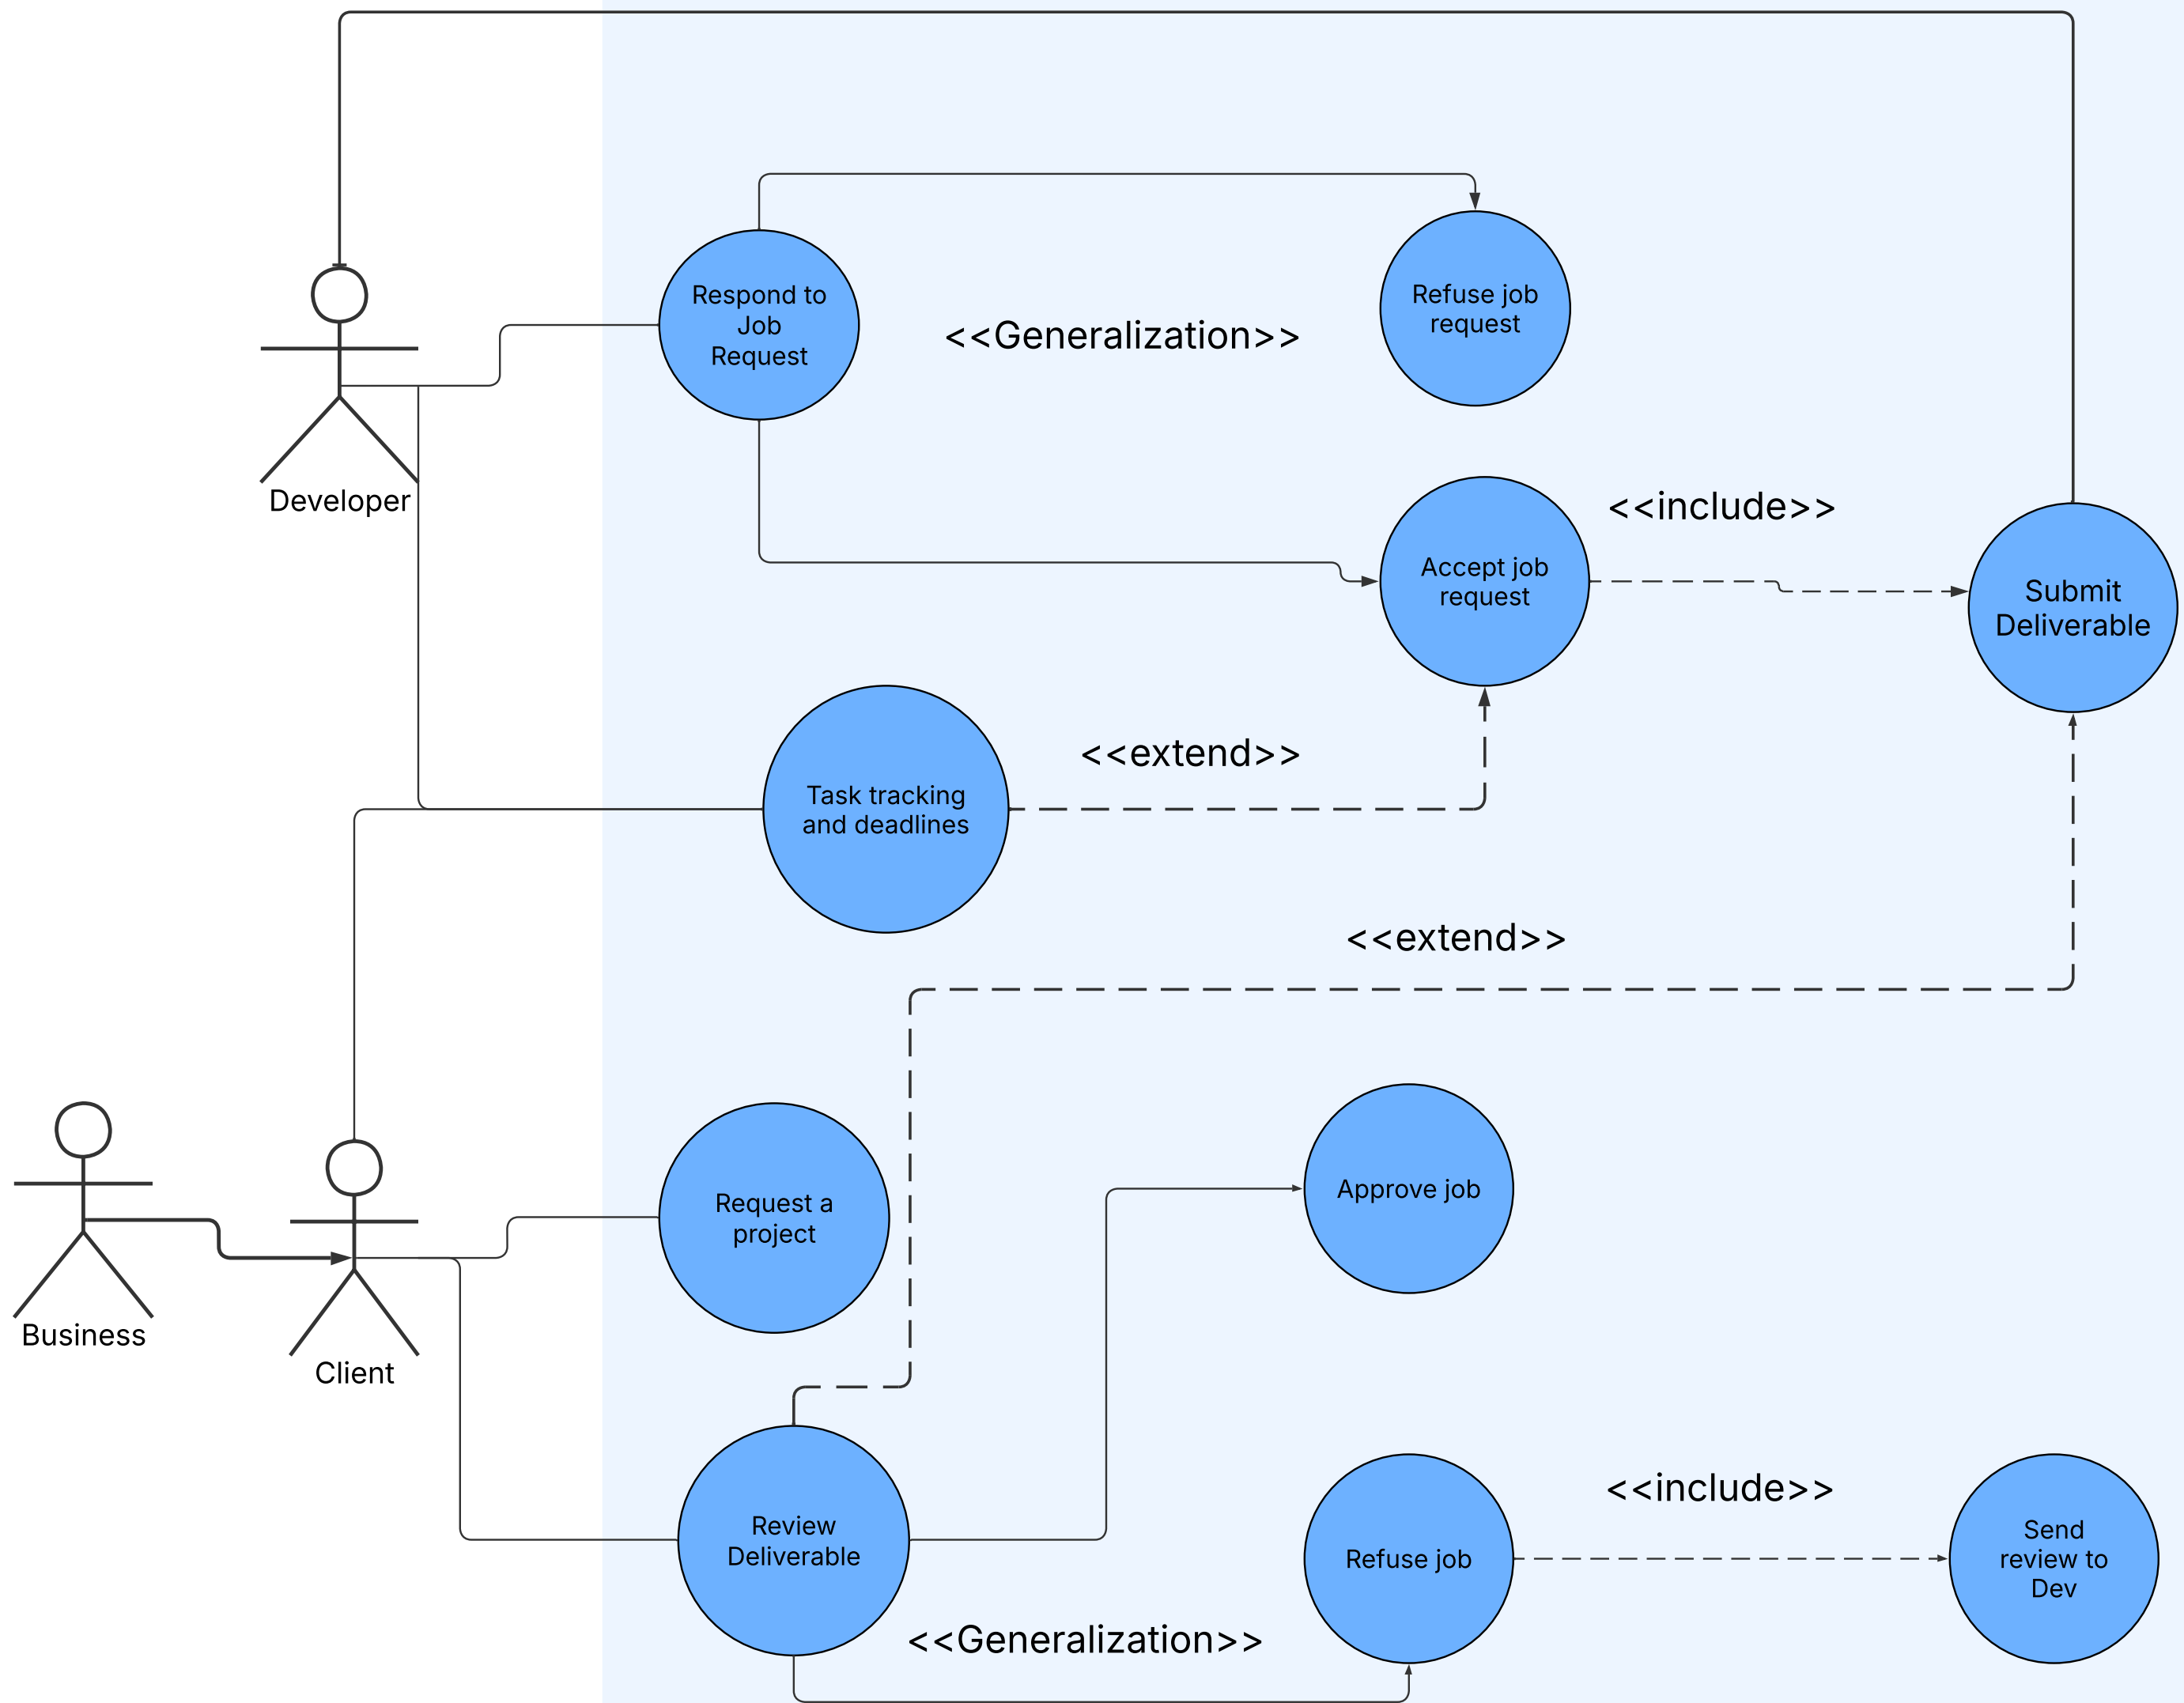 Respond to
Job
Request
Refuse job
request
<<Generalization>>
Developer
<<include>>
Accept job
request
Submit
Deliverable
<<extend>>
Task tracking
and deadlines
<<extend>>
Request a
project
Approve job
Business
Client
<<include>>
Review
Deliverable
Refuse job
Send
review to
Dev
<<Generalization>>